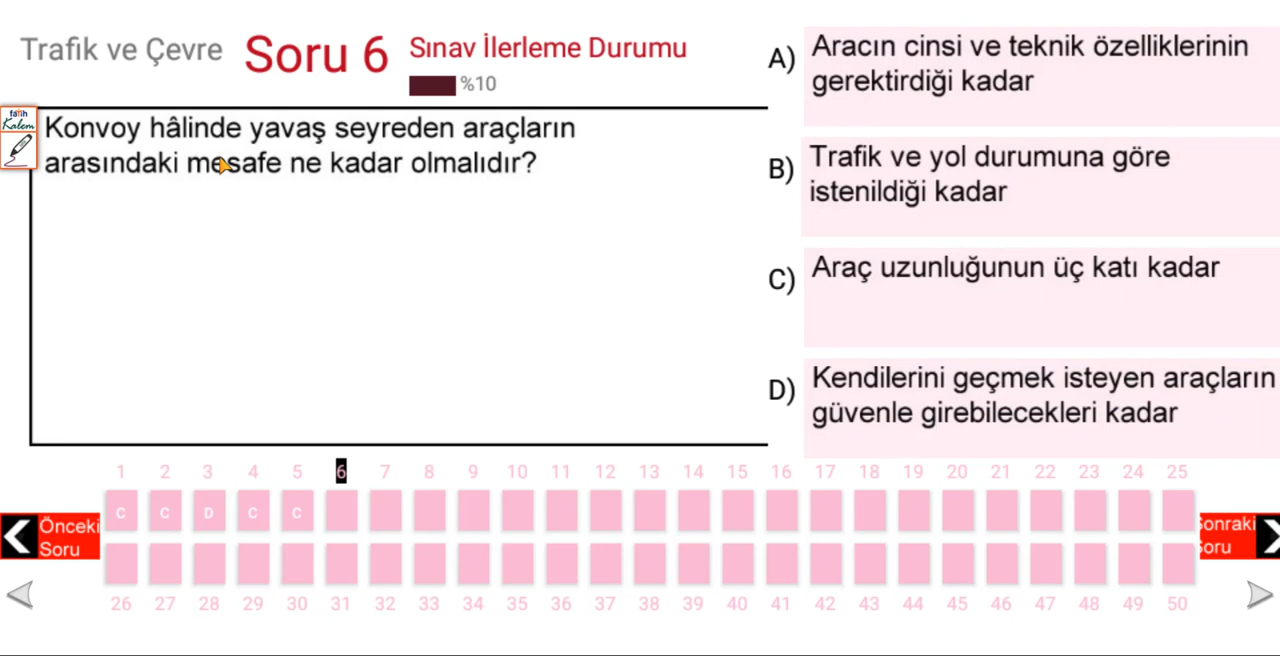 Trafik ve Çevre
Soru 6
Sınav İlerleme Durumu
%10
fatih
Kalem
Konvoy hâlinde yavaş seyreden araçların
arasındaki mesafe ne kadar olmalıdır?
A) Aracın cinsi ve teknik özelliklerinin
gerektirdiği kadar
B) Trafik ve yol durumuna göre
istenildiği kadar
C) Araç uzunluğunun üç katı kadar
D) Kendilerini geçmek isteyen araçların
güvenle girebilecekleri kadar
1 2 3 4 5 6 7 8 9 10 11 12 13 14 15 16 17 18 19 20 21 22 23 24 25
C C D C C
Önceki
Soru
Sonraki
Soru
26 27 28 29 30 31 32 33 34 35 36 37 38 39 40 41 42 43 44 45 46 47 48 49 50